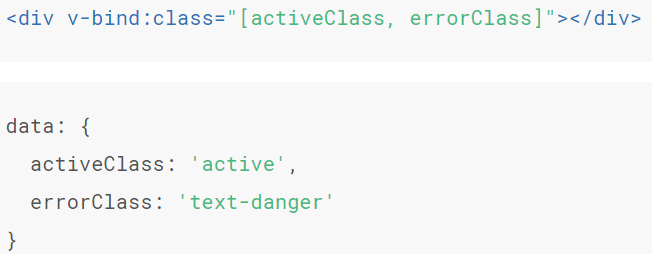 <div v-bind:class="[activeClass, errorClass]"></div>
data: {
  activeClass: 'active',
  errorClass: 'text-danger'
}